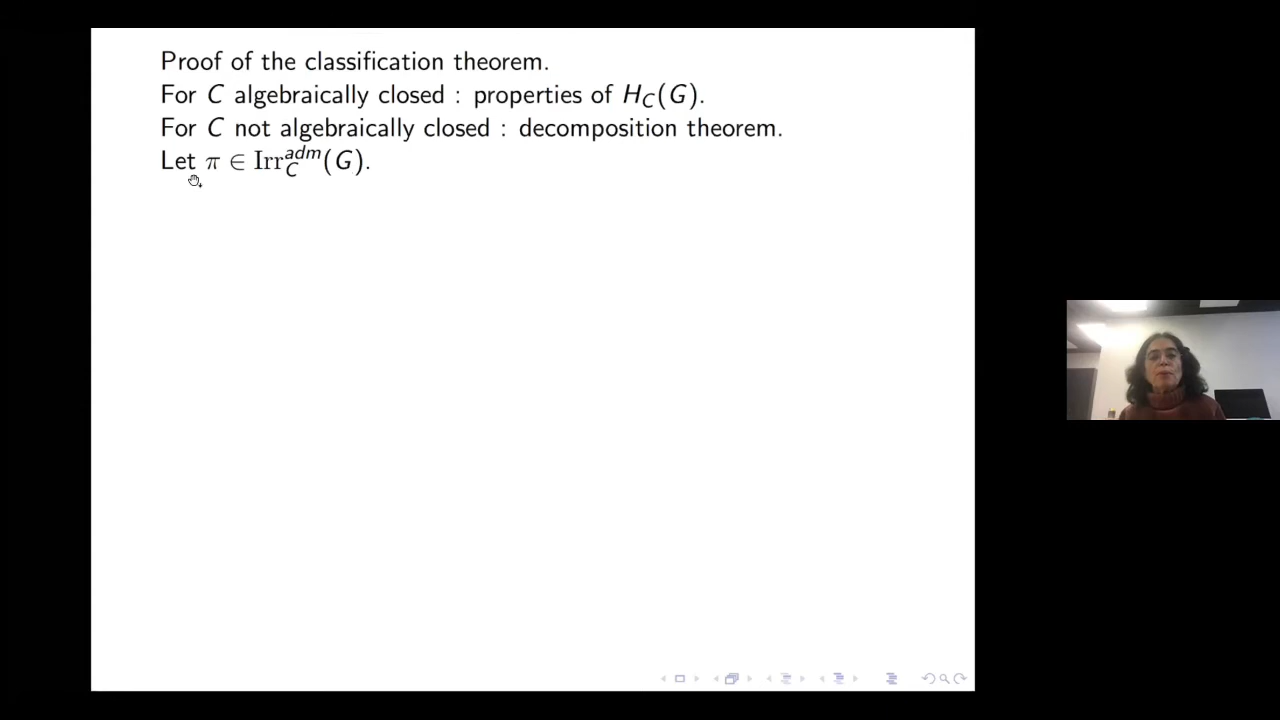 Proof of the classification theorem.
For C algebraically closed : properties of H_C(G).
For C not algebraically closed : decomposition theorem.
Let π ∈ Irr_C^{adm}(G).